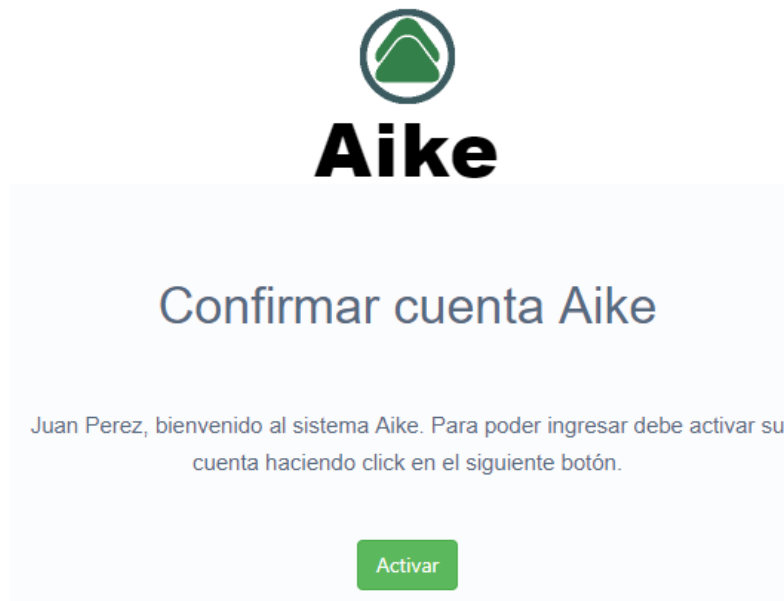 Aike
Confirmar cuenta Aike
Juan Perez, bienvenido al sistema Aike. Para poder ingresar debe activar su
cuenta haciendo click en el siguiente botón.
Activar